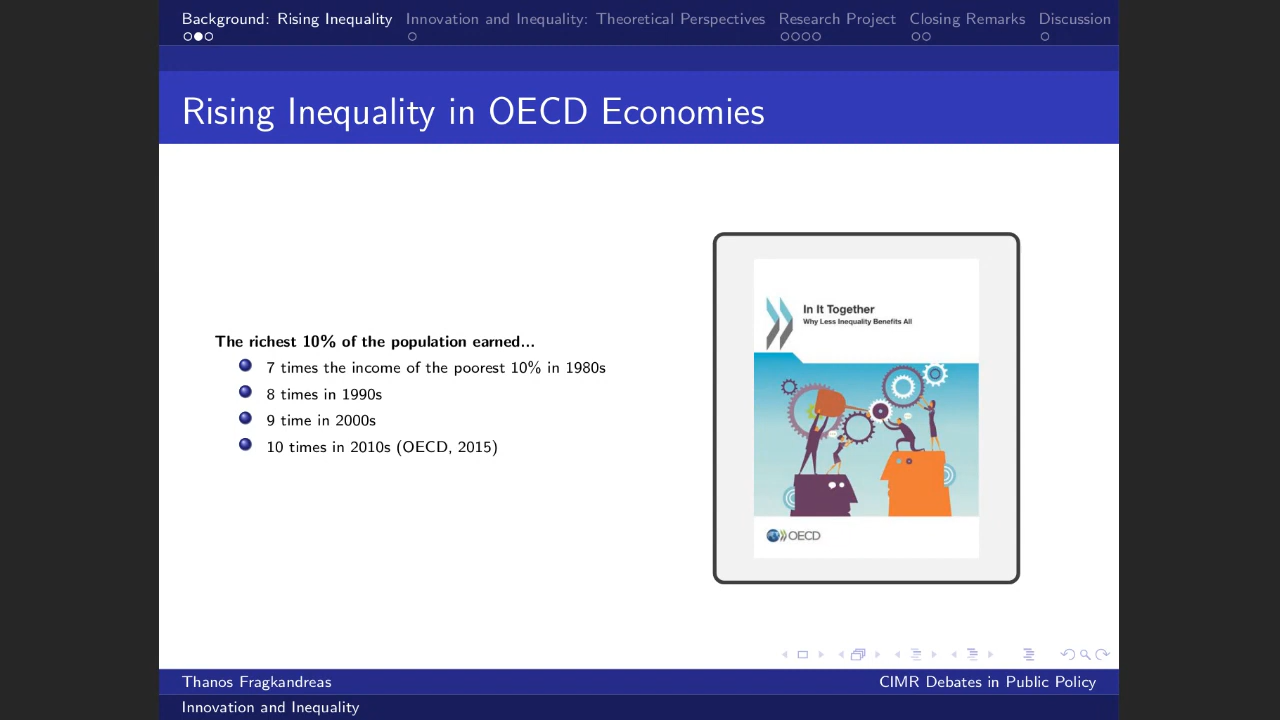 Background: Rising Inequality Innovation and Inequality: Theoretical Perspectives Research Project Closing Remarks Discussion
Rising Inequality in OECD Economies
The richest 10% of the population earned...
7 times the income of the poorest 10% in 1980s
8 times in 1990s
9 time in 2000s
10 times in 2010s (OECD, 2015)
In It Together
Why Less Inequality Benefits All
OECD
Thanos Fragkandreas CIMR Debates in Public Policy
Innovation and Inequality